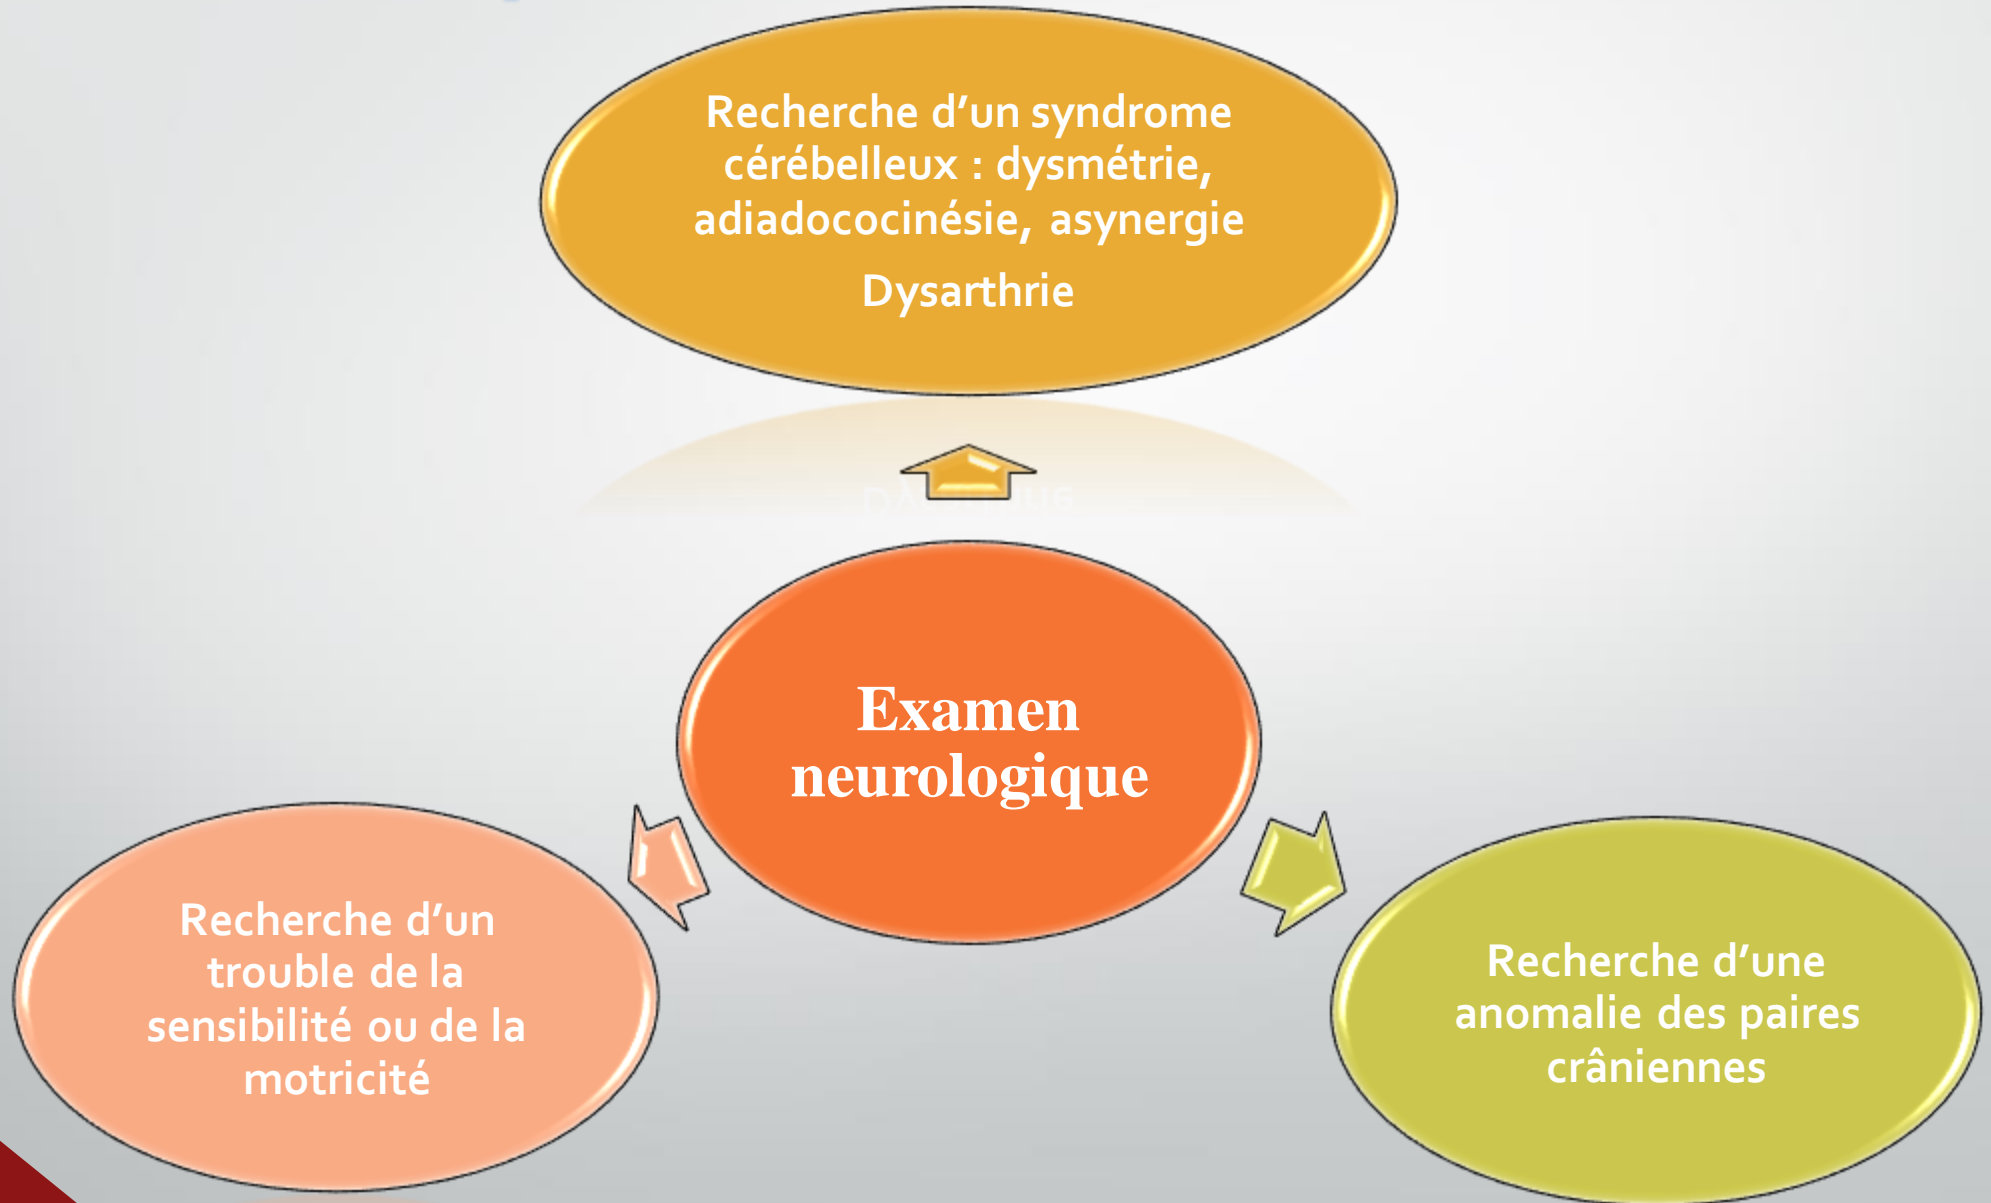 Recherche d’un syndrome
cérébelleux : dysmétrie,
adiadococinésie, asynergie
Dysarthrie
Examen
neurologique
Recherche d’un
trouble de la
sensibilité ou de la
motricité
Recherche d’une
anomalie des paires
crâniennes